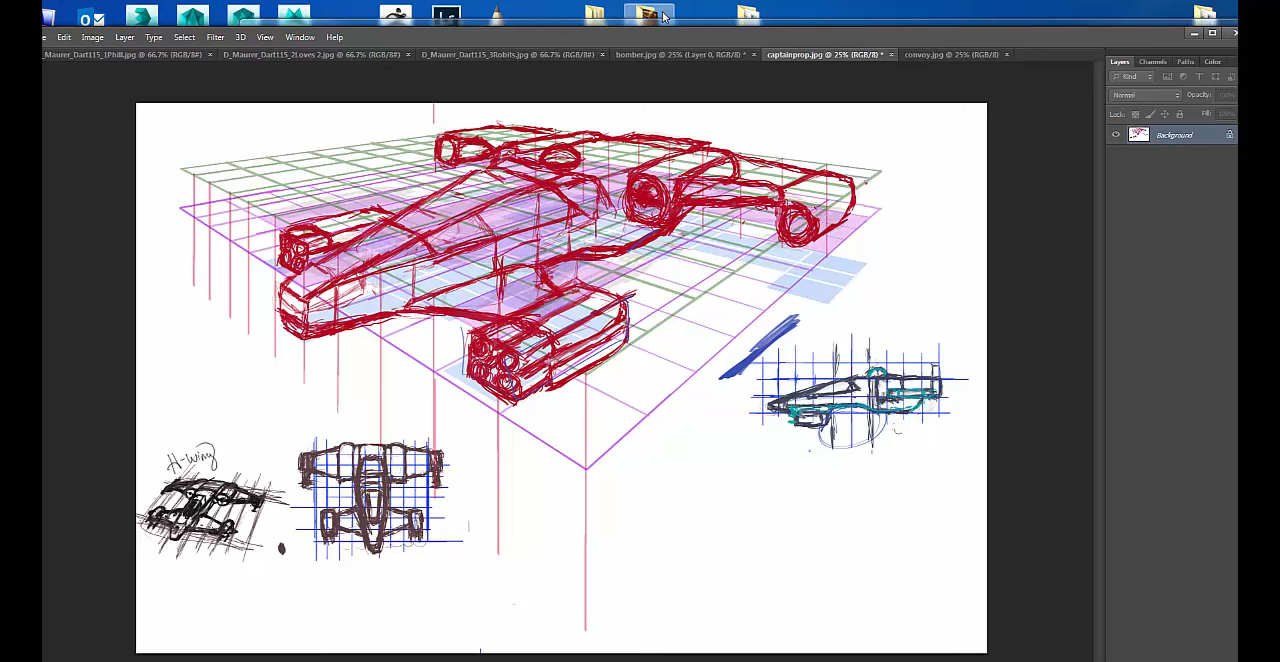 Lr
e Edit Image Layer Type Select Filter 3D View Window Help
_Maurer_Dart115_1Phill.jpg @ 66.7% (RGB/8) × D_Maurer_Dart115_2Loves 2.jpg @ 66.7% (RGB/8) × D_Maurer_Dart115_3Robits.jpg @ 66.7% (RGB/8) × bomber.jpg @ 25% (Layer 0, RGB/8) * × captainprop.jpg @ 25% (RGB/8) * × convoy.jpg @ 25% (RGB/8) ×
Layers Channels Paths Color
Kind
Normal Opacity: 100%
Lock: Fill: 100%
Background
H-wing